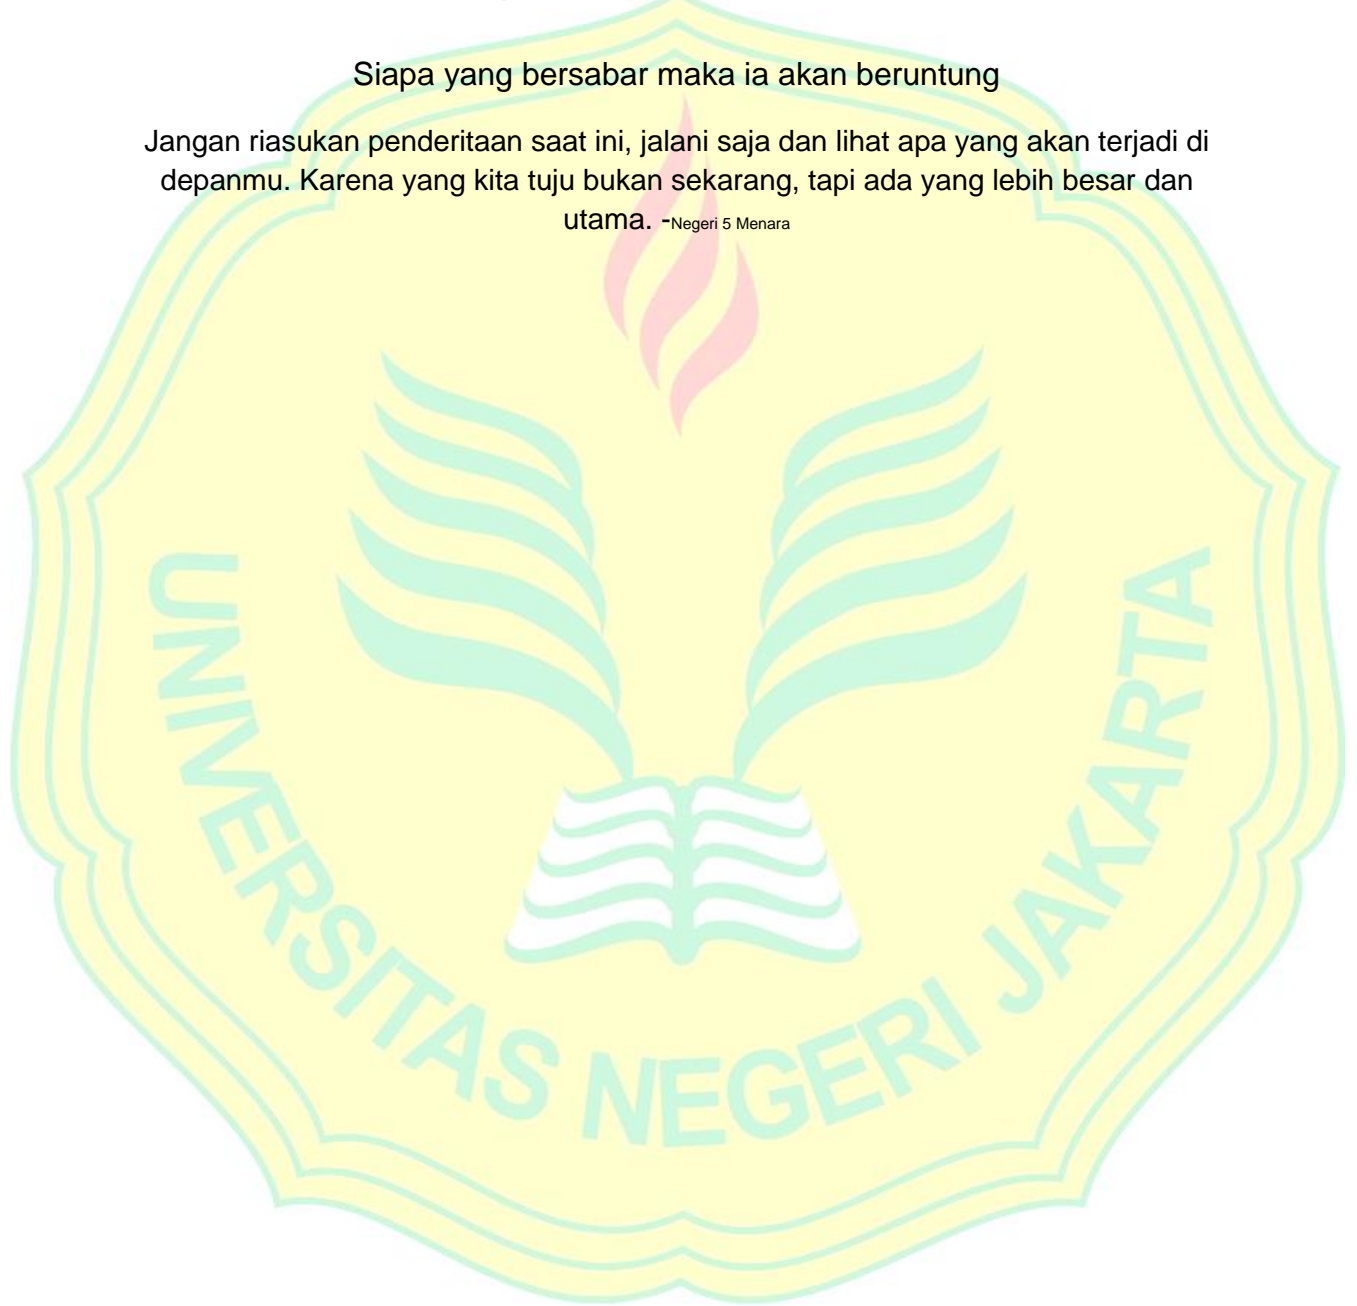 Siapa yang bersabar maka ia akan beruntung
Jangan riasukan penderitaan saat ini, jalani saja dan lihat apa yang akan terjadi di
depanmu. Karena yang kita tuju bukan sekarang, tapi ada yang lebih besar dan
utama. -Negeri 5 Menara
UNIVERSITAS NEGERI JAKARTA